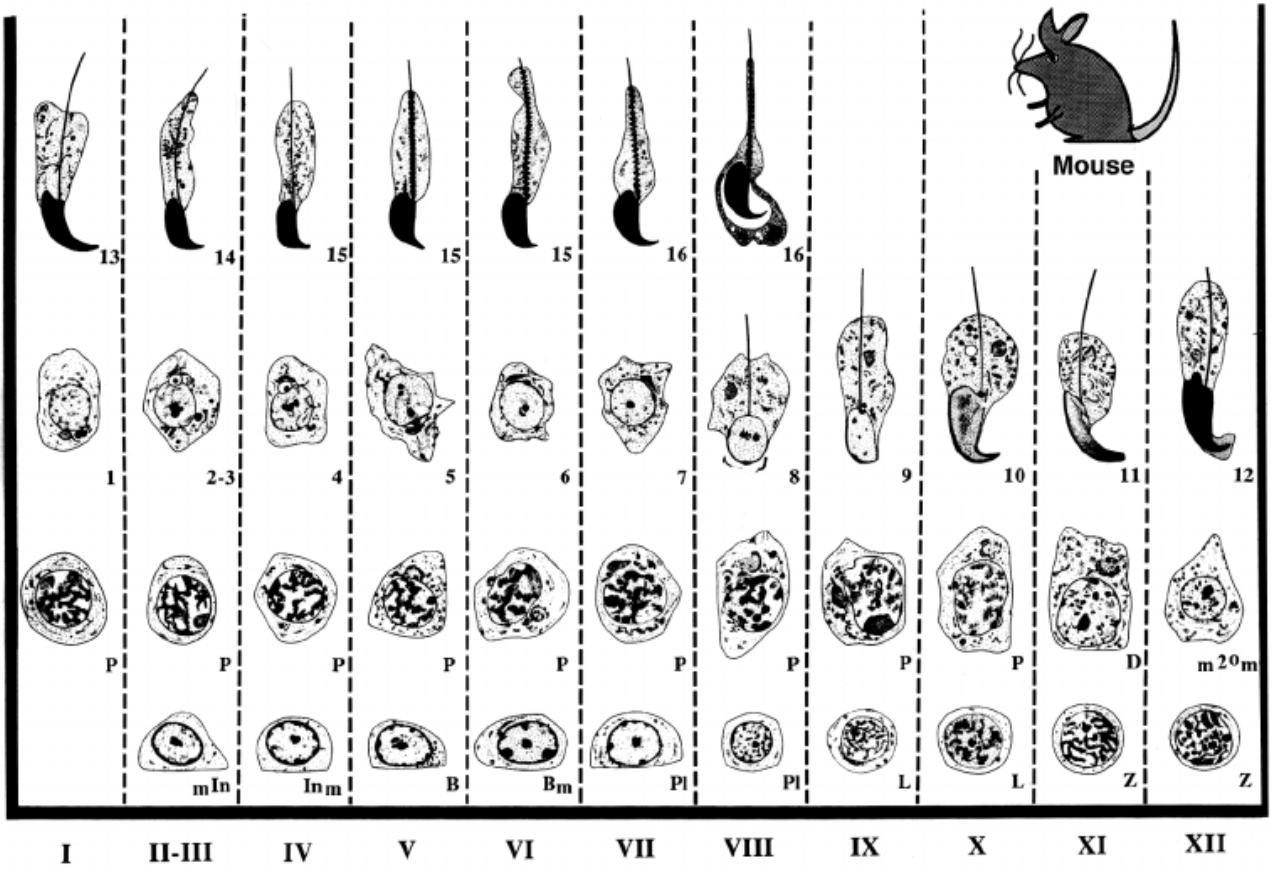 Mouse
13 14 15 15 15 16 16
1 2-3 4 5 6 7 8 9 10 11 12
P P P P P P P P P D m2om
mIn Inm B Bm Pl Pl L L Z Z
I II-III IV V VI VII VIII IX X XI XII